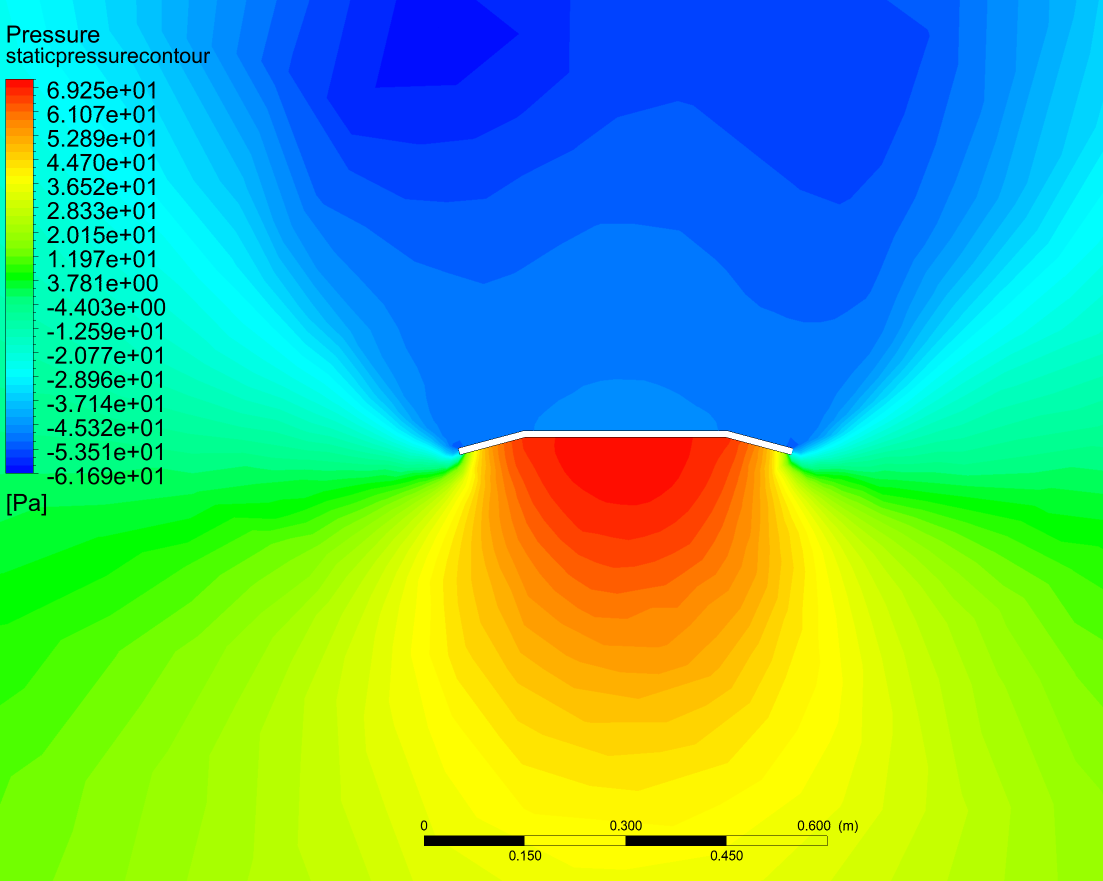 Pressure
staticpressurecontour
6.925e+01
6.107e+01
5.289e+01
4.470e+01
3.652e+01
2.833e+01
2.015e+01
1.197e+01
3.781e+00
-4.403e+00
-1.259e+01
-2.077e+01
-2.896e+01
-3.714e+01
-4.532e+01
-5.351e+01
-6.169e+01
[Pa]
0 0.300 0.600 (m)
0.150 0.450